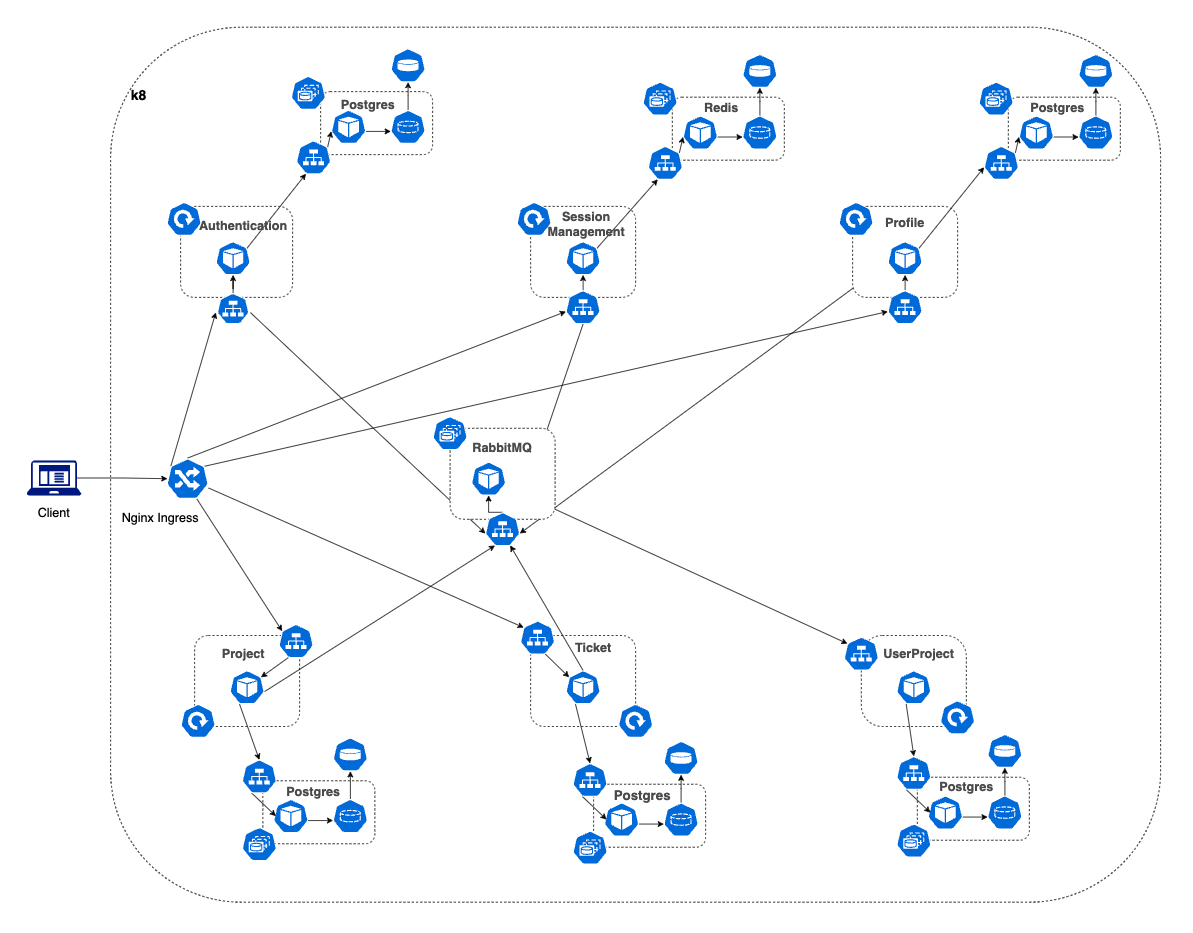 k8
Postgres
Redis
Postgres
Authentication
Session
Management
Profile
RabbitMQ
Client
Nginx Ingress
Project
Ticket
UserProject
Postgres
Postgres
Postgres